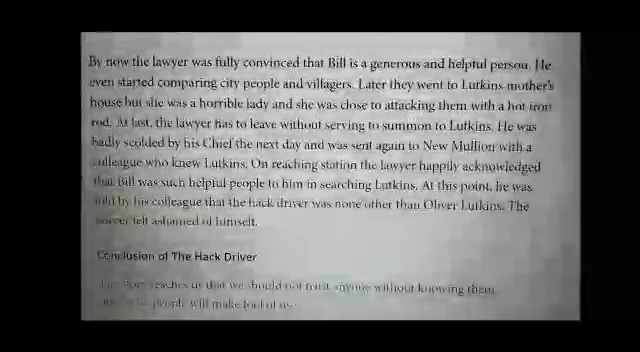 By now the lawyer was fully convinced that Bill is a generous and helpful person. He
even started comparing city people and villagers. Later they went to Lutkins mother's
house but she was a horrible lady and she was close to attacking them with a hot iron
rod. At last, the lawyer has to leave without serving to summon to Lutkins. He was
badly scolded by his Chief the next day and was sent again to New Mullion with a
colleague who knew Lutkins. On reaching station the lawyer happily acknowledged
that Bill was such helpful people to him in searching Lutkins. At this point, he was
told by his colleague that the hack driver was none other than Oliver Lutkins. The
lawyer felt ashamed of himself.
Conclusion of The Hack Driver
teaches us that we should not trust anyone without knowing them
people will make fool of us